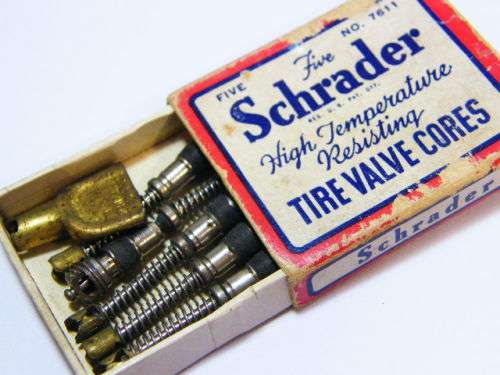 FIVE Five NO. 7611
Schrader
REG. U.S. PAT. OFF.
High Temperature
Resisting
TIRE VALVE CORES
Schrader